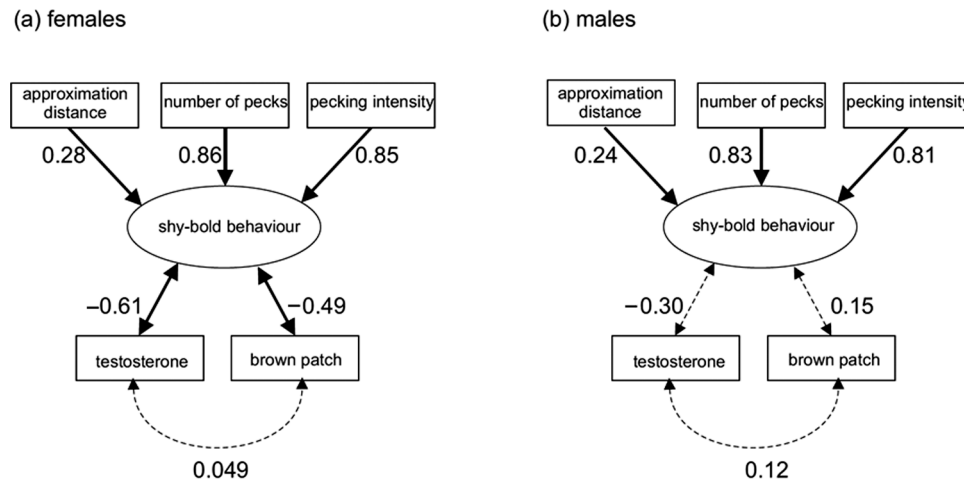 (a) females
approximation
distance
number of pecks
pecking intensity
0.28
0.86
0.85
shy-bold behaviour
−0.61
−0.49
testosterone
brown patch
0.049
(b) males
approximation
distance
number of pecks
pecking intensity
0.24
0.83
0.81
shy-bold behaviour
−0.30
0.15
testosterone
brown patch
0.12